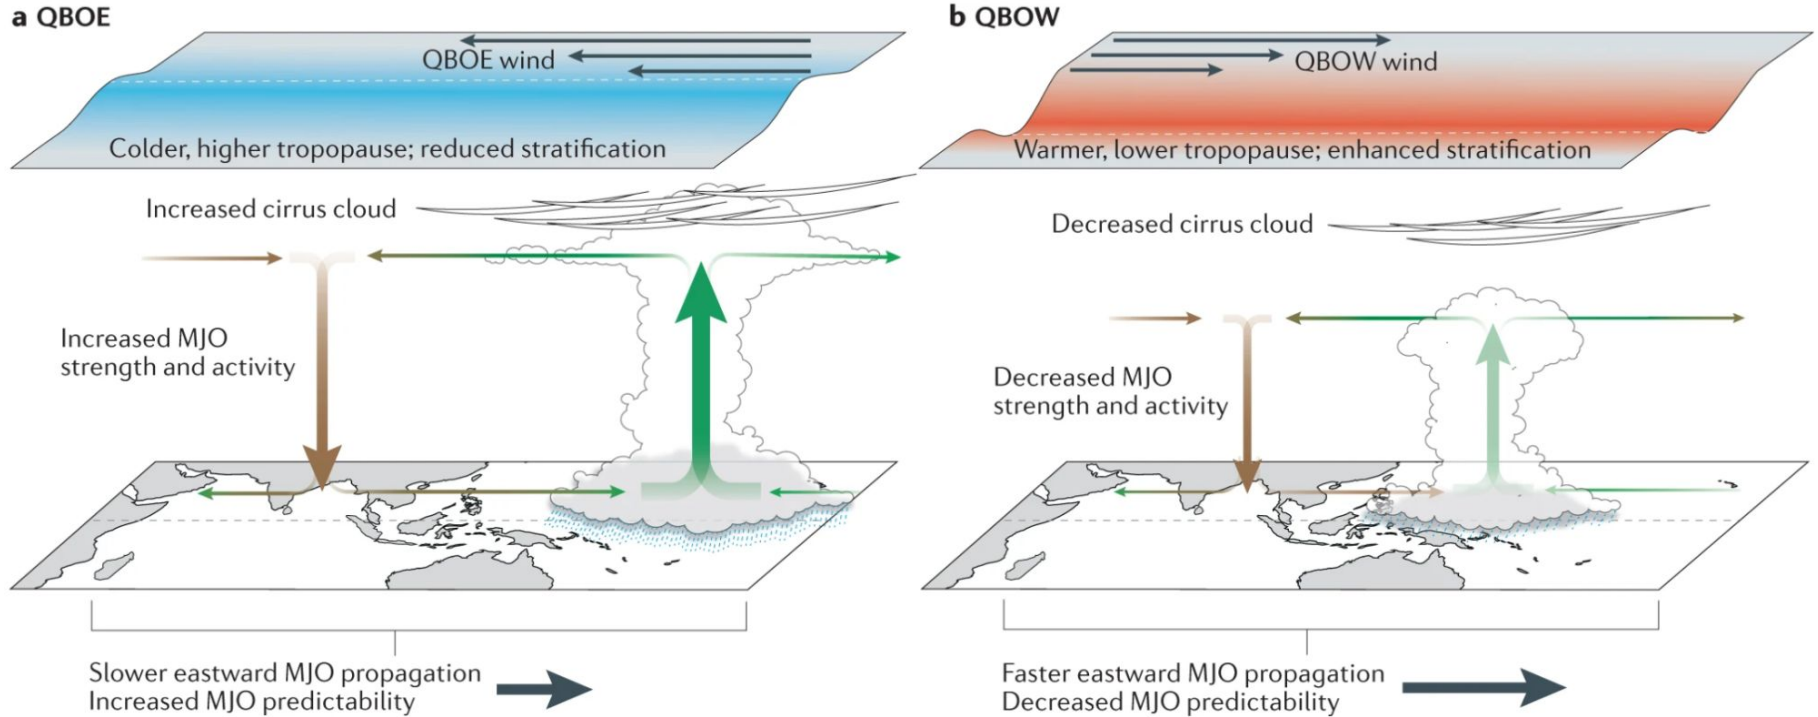 a QBOE
QBOE wind
Colder, higher tropopause; reduced stratification
Increased cirrus cloud
Increased MJO
strength and activity
Slower eastward MJO propagation
Increased MJO predictability
b QBOW
QBOW wind
Warmer, lower tropopause; enhanced stratification
Decreased cirrus cloud
Decreased MJO
strength and activity
Faster eastward MJO propagation
Decreased MJO predictability